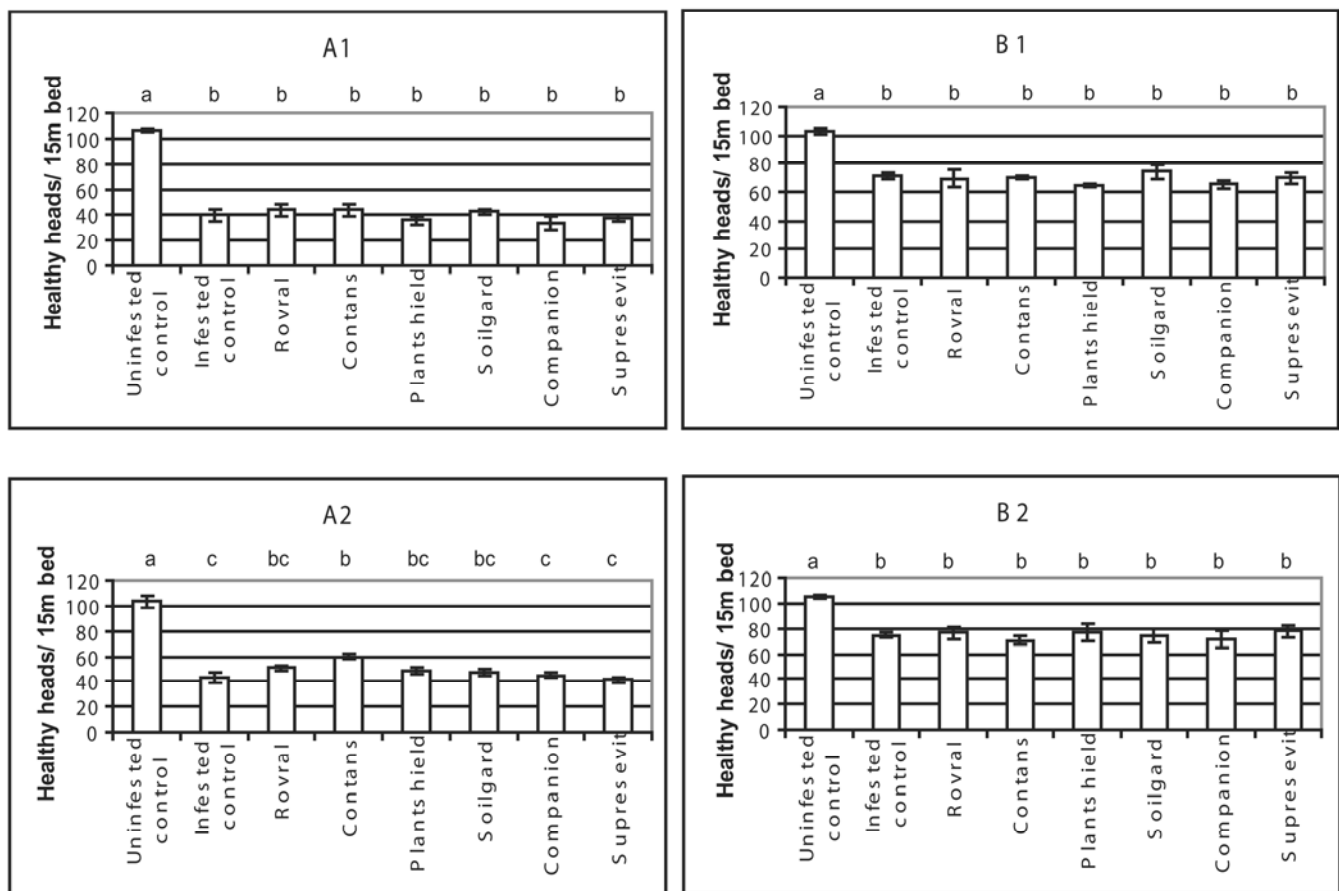 A1
Healthy heads/ 15m bed
a b b b b b b b
120
100
80
60
40
20
0
Uninfested control
Infested control
Rovral
Contans
Plantshield
Soilgard
Companion
Supresevit
B1
Healthy heads/ 15m bed
a b b b b b b b
120
100
80
60
40
20
0
Uninfested control
Infested control
Rovral
Contans
Plantshield
Soilgard
Companion
Supresevit
A2
Healthy heads/ 15m bed
a c bc b bc bc c c
120
100
80
60
40
20
0
Uninfested control
Infested control
Rovral
Contans
Plantshield
Soilgard
Companion
Supresevit
B2
Healthy heads/ 15m bed
a b b b b b b b
120
100
80
60
40
20
0
Uninfested control
Infested control
Rovral
Contans
Plantshield
Soilgard
Companion
Supresevit